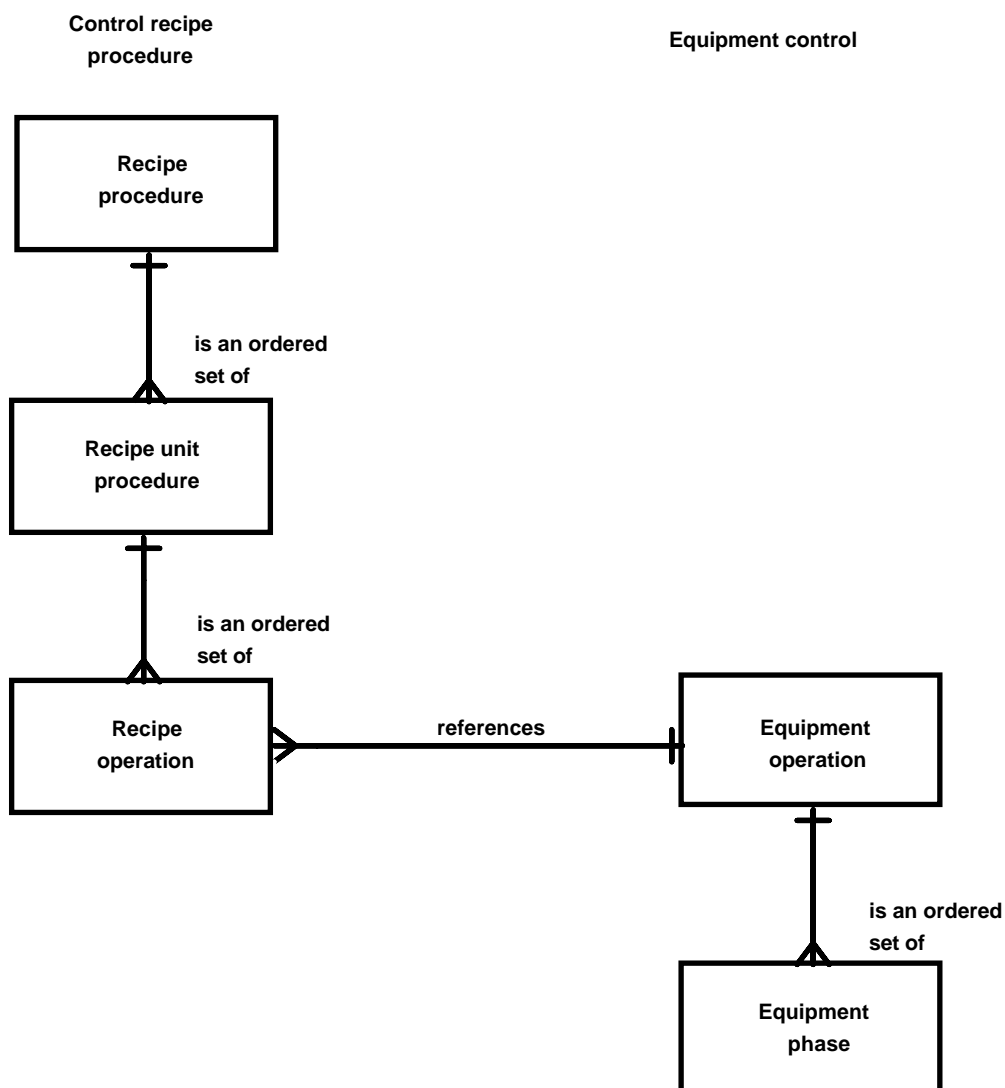 Control recipe
procedure
Equipment control
Recipe
procedure
is an ordered
set of
Recipe unit
procedure
is an ordered
set of
Recipe
operation
references
Equipment
operation
is an ordered
set of
Equipment
phase